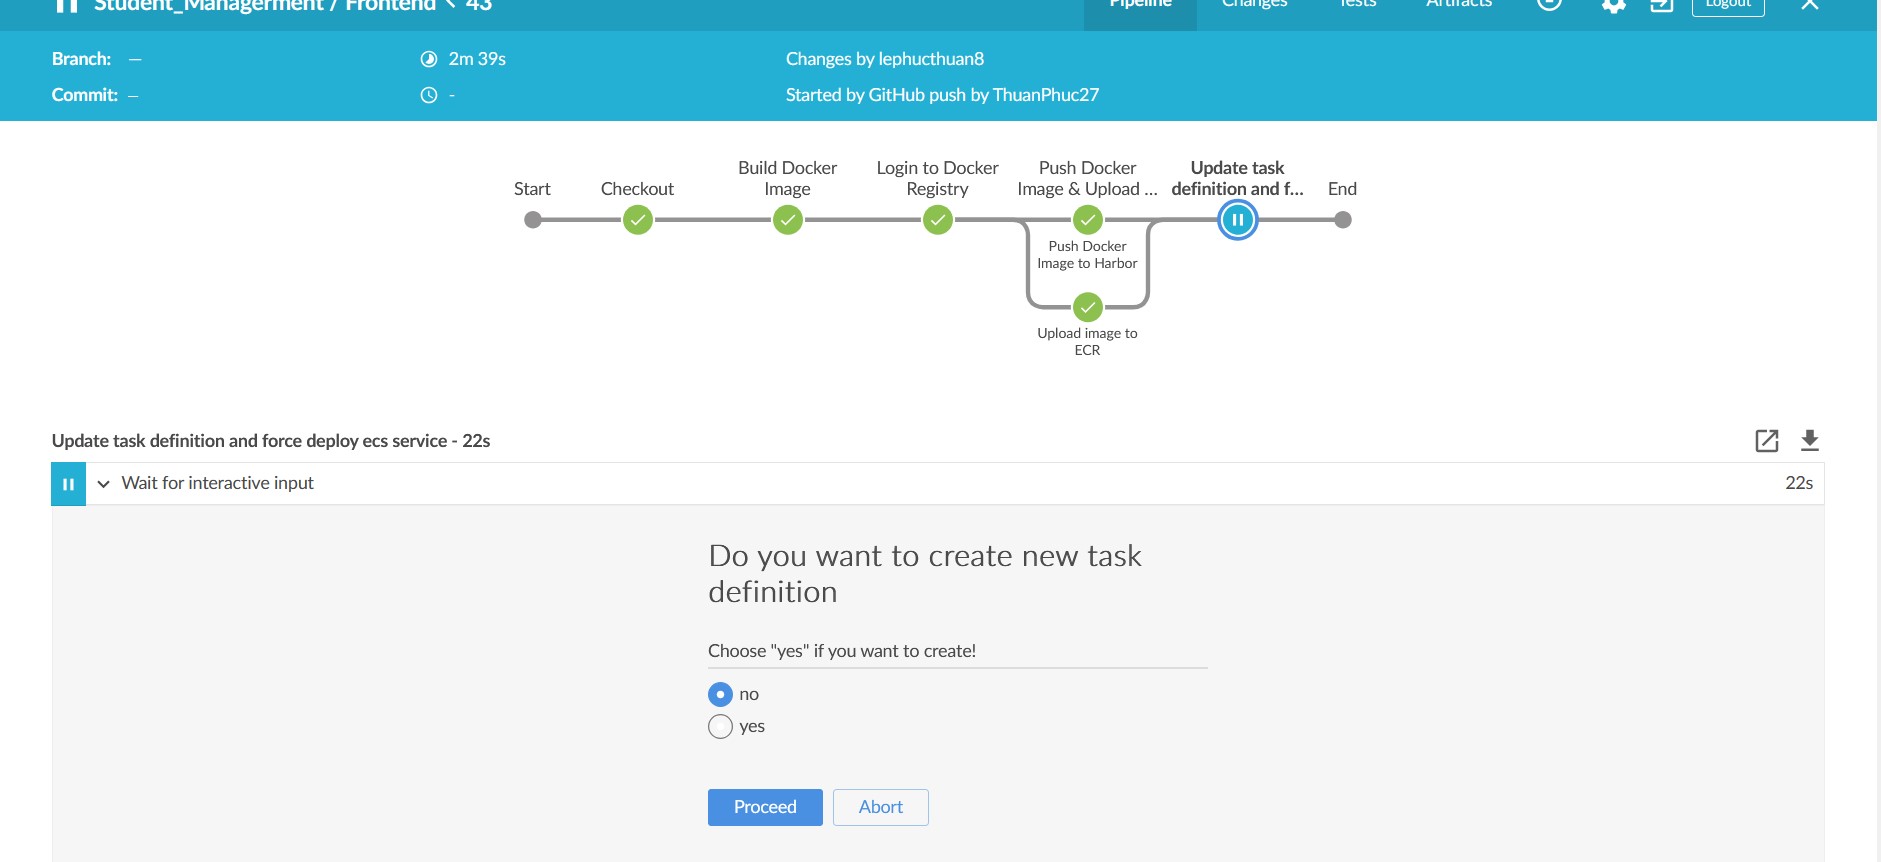 Student_Managerment / Frontend < 43
Pipeline Changes Tests Artifacts Logout
Branch: —
2m 39s
Changes by lephucthuan8
Commit: —
-
Started by GitHub push by ThuanPhuc27
Start
Checkout
Build Docker
Image
Login to Docker
Registry
Push Docker
Image & Upload ...
Update task
definition and f...
End
Push Docker
Image to Harbor
Upload image to
ECR
Update task definition and force deploy ecs service - 22s
Wait for interactive input
22s
Do you want to create new task
definition
Choose "yes" if you want to create!
no
yes
Proceed
Abort